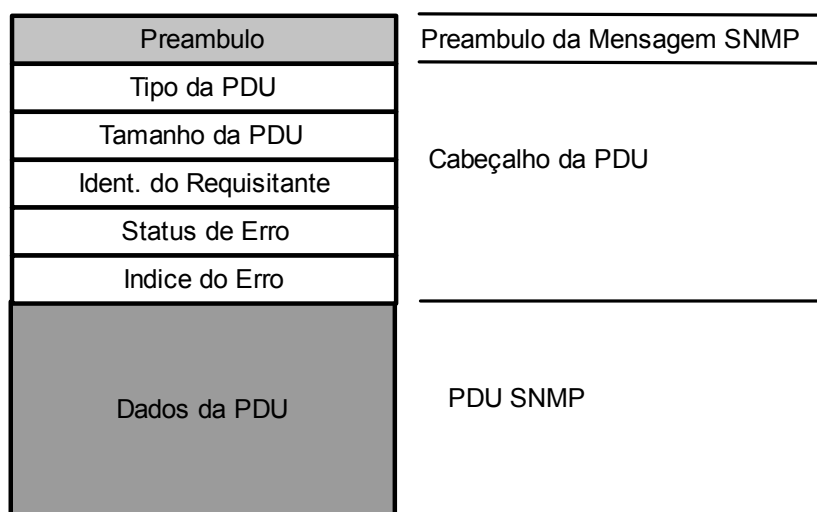 Preambulo
Preambulo da Mensagem SNMP
Tipo da PDU
Tamanho da PDU
Cabeçalho da PDU
Ident. do Requisitante
Status de Erro
Indice do Erro
Dados da PDU
PDU SNMP